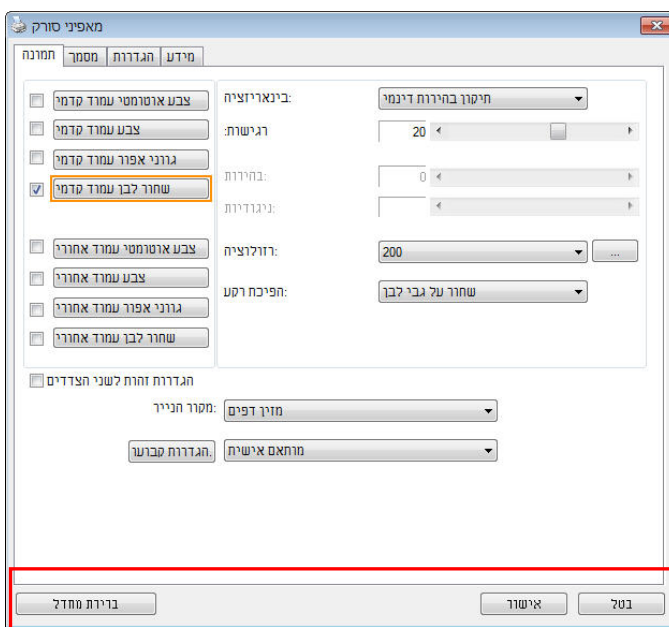 מאפיני סורק
תמונה מסמך הגדרות מידע
צבע אוטומטי עמוד קדמי
צבע עמוד קדמי
גווני אפור עמוד קדמי
שחור לבן עמוד קדמי
צבע אוטומטי עמוד אחורי
צבע עמוד אחורי
גווני אפור עמוד אחורי
שחור לבן עמוד אחורי
בינאריזציה: תיקון בהירות דינמי
רגישות: 20
בהירות: 0
ניגודיות:
רזולוציה: 200 ...
הפיכת רקע: שחור על גבי לבן
הגדרות זהות לשני הצדדים
מקור הנייר: מזין דפים
הגדרות קבועו. מותאם אישית
ברירת מחדל אישור בטל